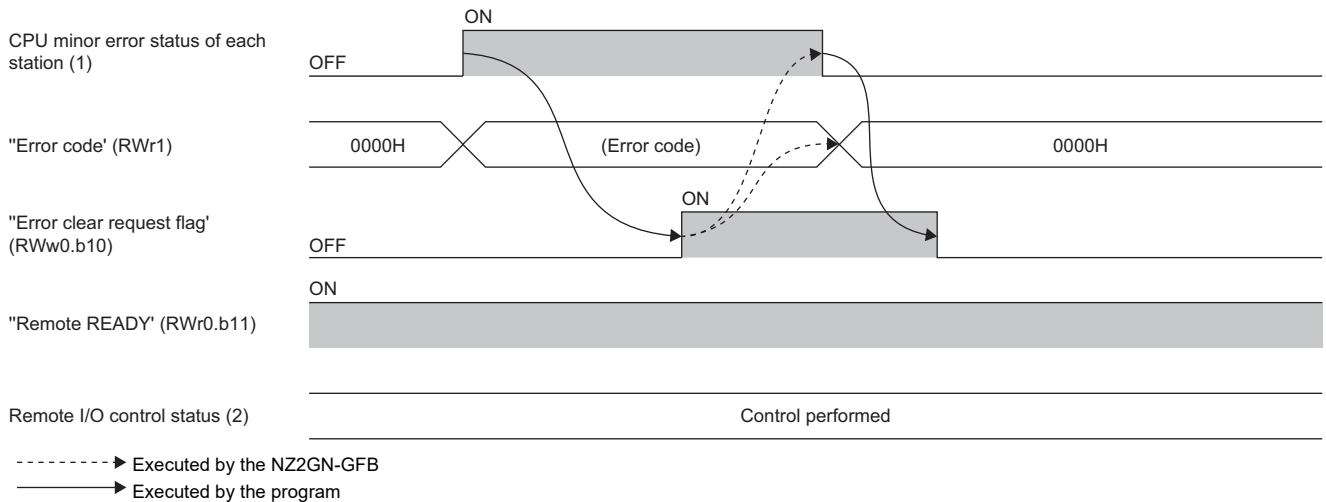 ON
CPU minor error status of each
station (1)
OFF
"Error code' (RWr1)
0000H
(Error code)
0000H
ON
"Error clear request flag'
(RWw0.b10)
OFF
ON
"Remote READY' (RWr0.b11)
Remote I/O control status (2)
Control performed
Executed by the NZ2GN-GFB
Executed by the program